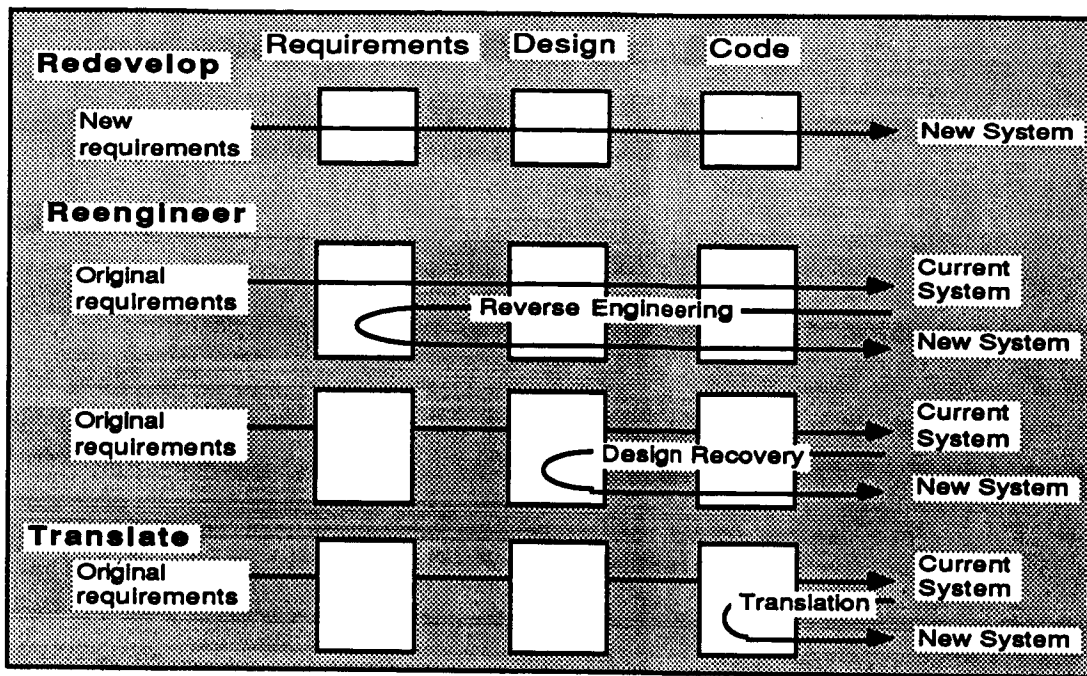 Requirements Design Code
Redevelop
New
requirements
New System
Reengineer
Original
requirements
Current
System
Reverse Engineering
New System
Original
requirements
Current
System
Design Recovery
New System
Translate
Original
requirements
Current
System
Translation
New System